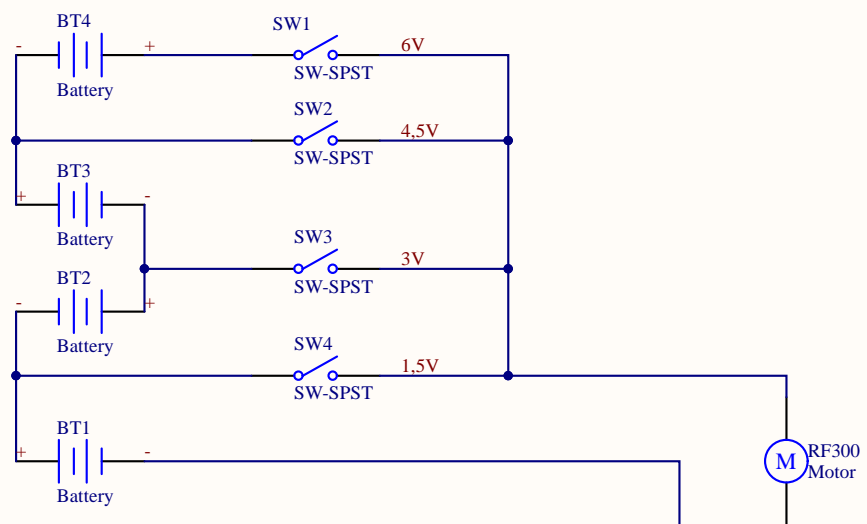 BT4
SW1
- + 6V
SW-SPST
Battery
SW2
4,5V
SW-SPST
BT3
+ -
Battery
SW3
3V
BT2
SW-SPST
- +
Battery
SW4
1,5V
SW-SPST
BT1
+ -
M RF300
Motor
Battery